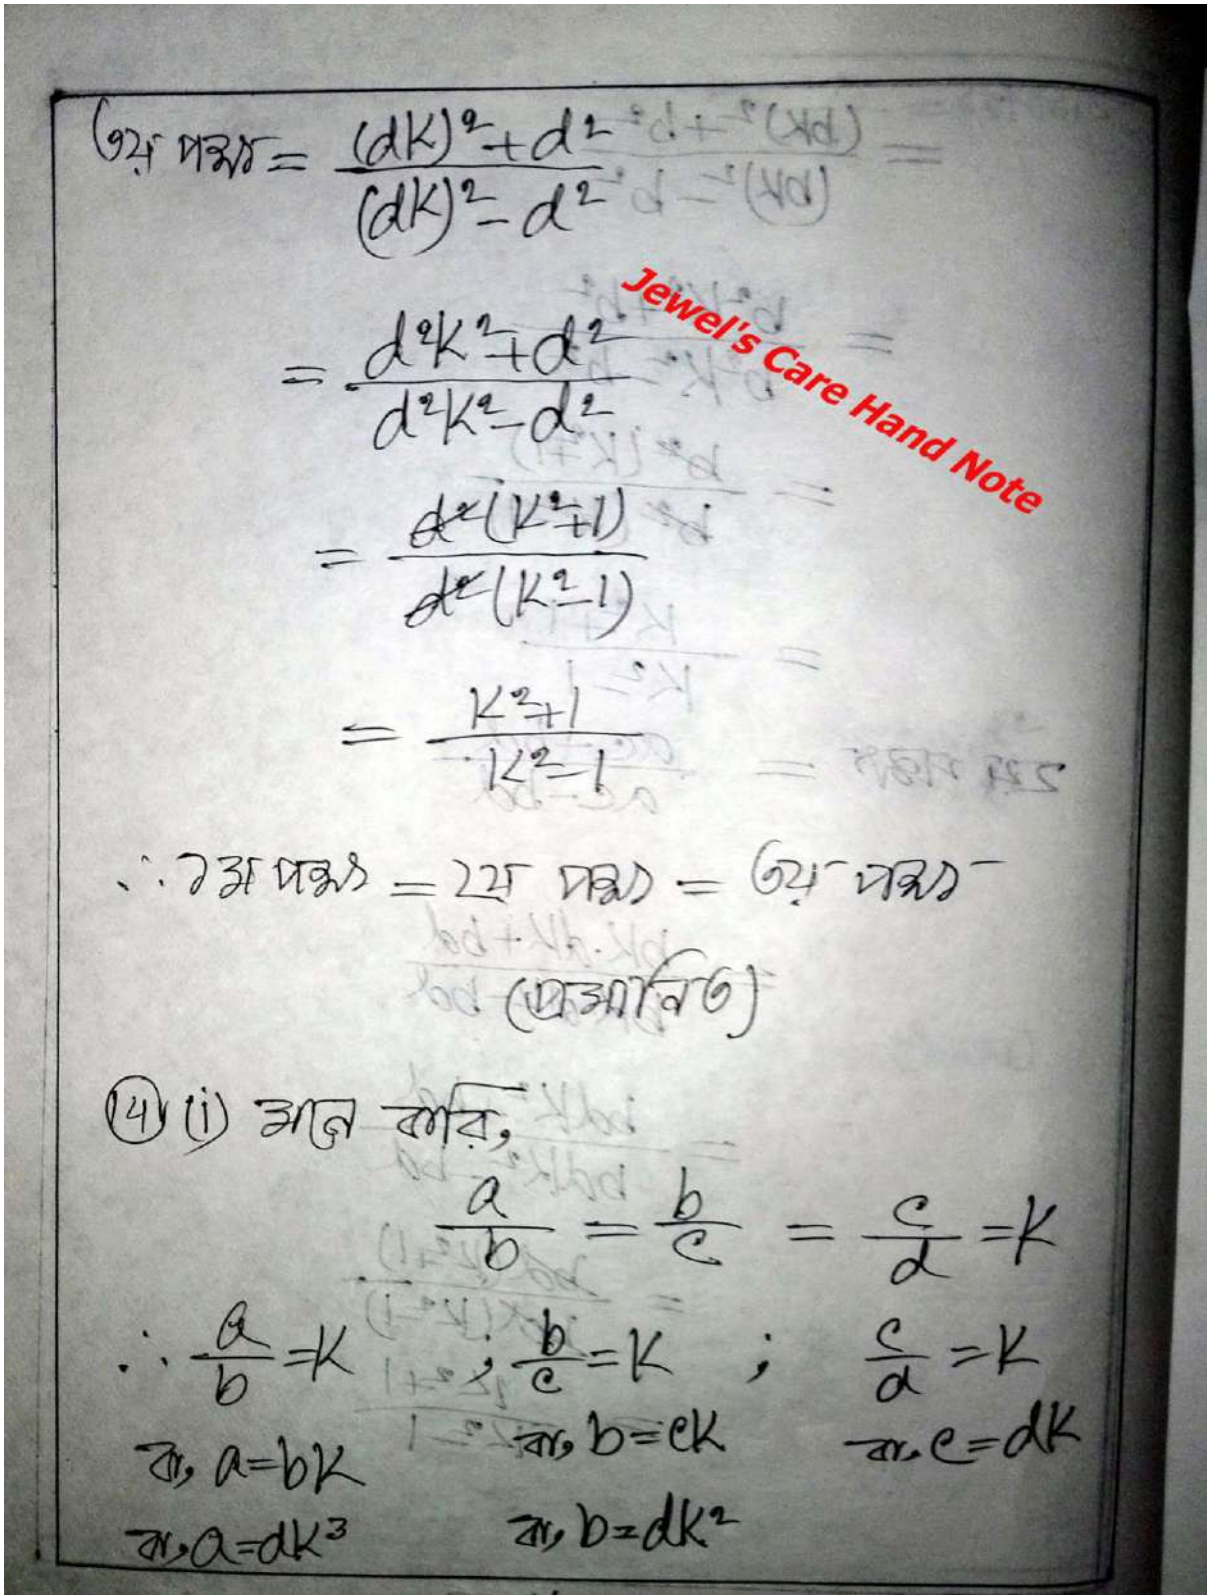 ৩য় পক্ষ = (dK)²+d² / (dK)²-d²
Jewel's Care Hand Note
= d²K²+d² / d²K²-d²
= d²(K²+1) / d²(K²-1)
= K²+1 / K²-1
∴ ১ম পক্ষ = ২য় পক্ষ = ৩য় পক্ষ
(প্রমানিত)
14 (i) মনে করি,
a/b = b/c = c/d = K
∴ a/b = K ; b/c = K ; c/d = K
বা, a = bK বা, b = cK বা, c = dK
বা, a = dK³ বা, b = dK²